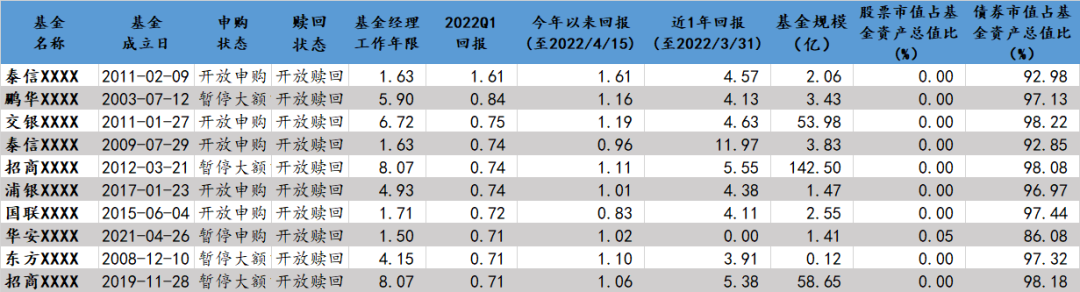 基金名称 基金成立日 申购状态 赎回状态 基金经理工作年限 2022Q1回报 今年以来回报(至2022/4/15) 近1年回报(至2022/3/31) 基金规模(亿) 股票市值占基金资产总值比(%) 债券市值占基金资产总值比(%)
泰信XXXX 2011-02-09 开放申购 开放赎回 1.63 1.61 1.61 4.57 2.06 0.00 92.98
鹏华XXXX 2003-07-12 暂停大额 开放赎回 5.90 0.84 1.16 4.13 3.43 0.00 97.13
交银XXXX 2011-01-27 开放申购 开放赎回 6.72 0.75 1.19 4.63 53.98 0.00 98.22
泰信XXXX 2009-07-29 开放申购 开放赎回 1.63 0.74 0.96 11.97 3.83 0.00 92.85
招商XXXX 2012-03-21 暂停大额 开放赎回 8.07 0.74 1.11 5.55 142.50 0.00 98.08
浦银XXXX 2017-01-23 开放申购 开放赎回 4.93 0.74 1.01 4.38 1.47 0.00 96.97
国联XXXX 2015-06-04 开放申购 开放赎回 1.71 0.72 0.83 4.11 2.55 0.00 97.44
华安XXXX 2021-04-26 暂停申购 开放赎回 1.50 0.71 1.02 0.00 1.41 0.05 86.08
东方XXXX 2008-12-10 暂停大额 开放赎回 4.15 0.71 1.10 3.91 0.12 0.00 97.32
招商XXXX 2019-11-28 暂停大额 开放赎回 8.07 0.71 1.06 5.38 58.65 0.00 98.18